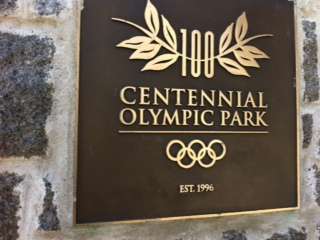 100
CENTENNIAL
OLYMPIC PARK
EST. 1996